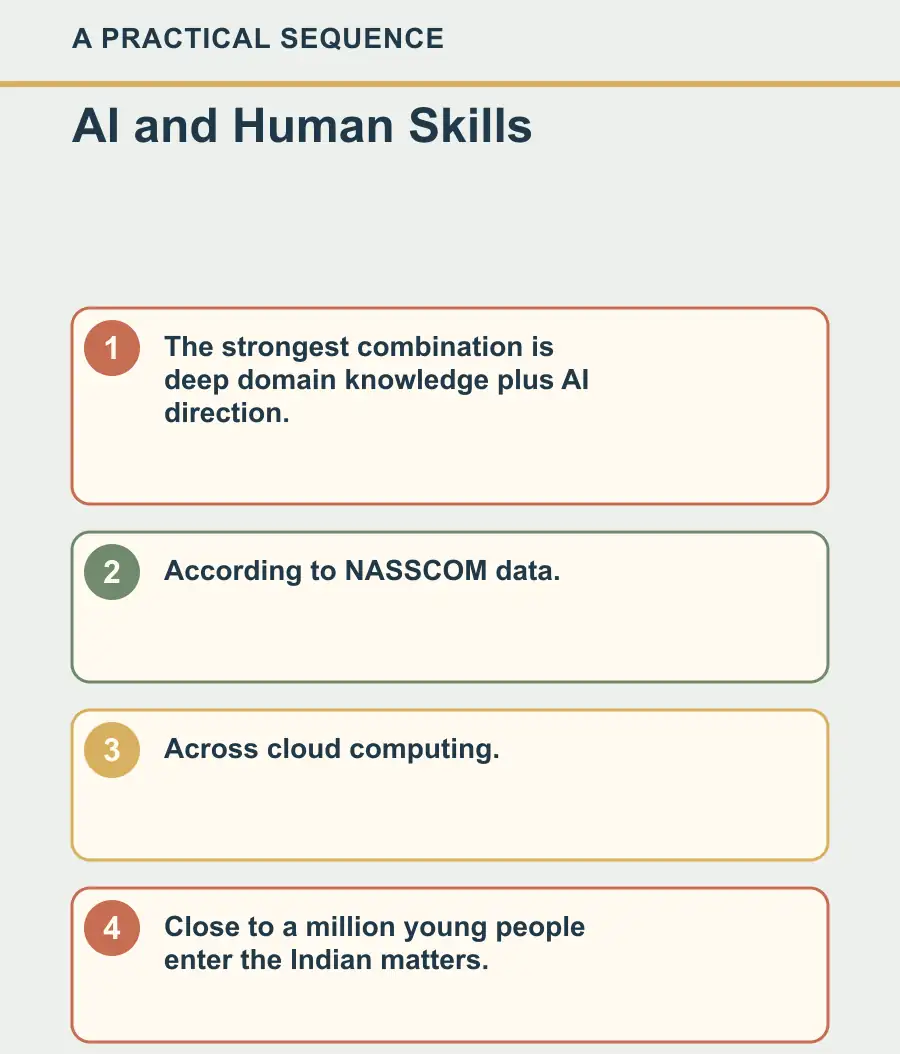 A PRACTICAL SEQUENCE
AI and Human Skills
1
The strongest combination is
deep domain knowledge plus AI
direction.
2
According to NASSCOM data.
3
Across cloud computing.
4
Close to a million young people
enter the Indian matters.